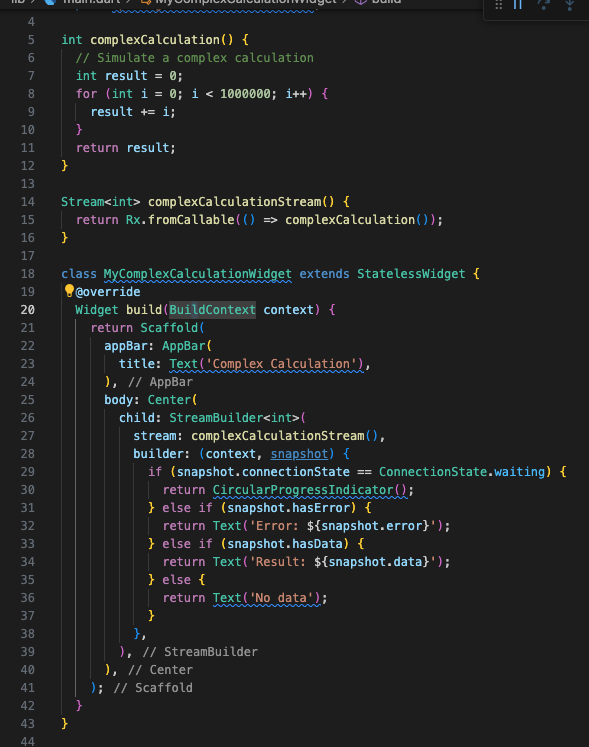 lib > main.dart > MyComplexCalculationWidget > build
4
5 int complexCalculation() {
6   // Simulate a complex calculation
7   int result = 0;
8   for (int i = 0; i < 1000000; i++) {
9     result += i;
10   }
11   return result;
12 }
13
14 Stream<int> complexCalculationStream() {
15   return Rx.fromCallable(() => complexCalculation());
16 }
17
18 class MyComplexCalculationWidget extends StatelessWidget {
19   @override
20   Widget build(BuildContext context) {
21     return Scaffold(
22       appBar: AppBar(
23         title: Text('Complex Calculation'),
24       ), // AppBar
25       body: Center(
26         child: StreamBuilder<int>(
27           stream: complexCalculationStream(),
28           builder: (context, snapshot) {
29             if (snapshot.connectionState == ConnectionState.waiting) {
30               return CircularProgressIndicator();
31             } else if (snapshot.hasError) {
32               return Text('Error: ${snapshot.error}');
33             } else if (snapshot.hasData) {
34               return Text('Result: ${snapshot.data}');
35             } else {
36               return Text('No data');
37             }
38           },
39         ), // StreamBuilder
40       ), // Center
41     ); // Scaffold
42   }
43 }
44